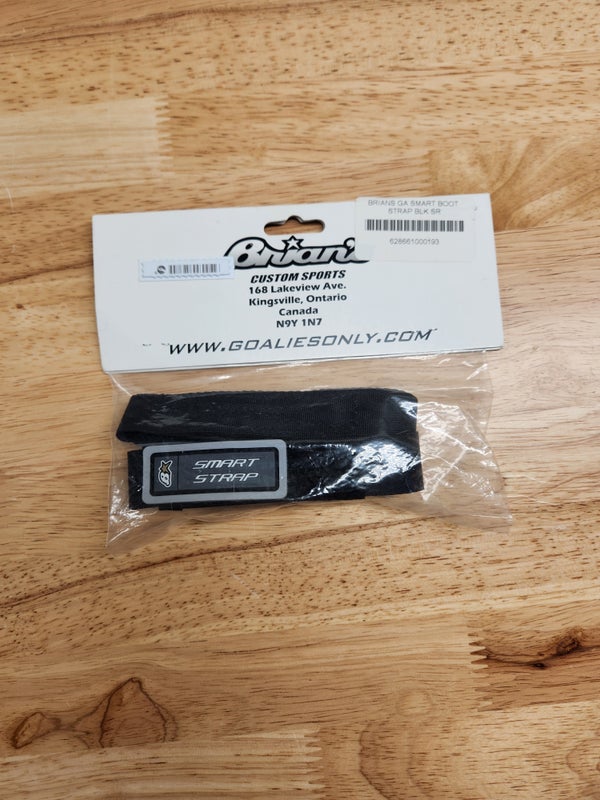 BRIANS GA SMART BOOT
STRAP BLK SR
628661000193
Brian's
CUSTOM SPORTS
168 Lakeview Ave.
Kingsville, Ontario
Canada
N9Y 1N7
WWW.GOALIESONLY.COM
SMART
STRAP